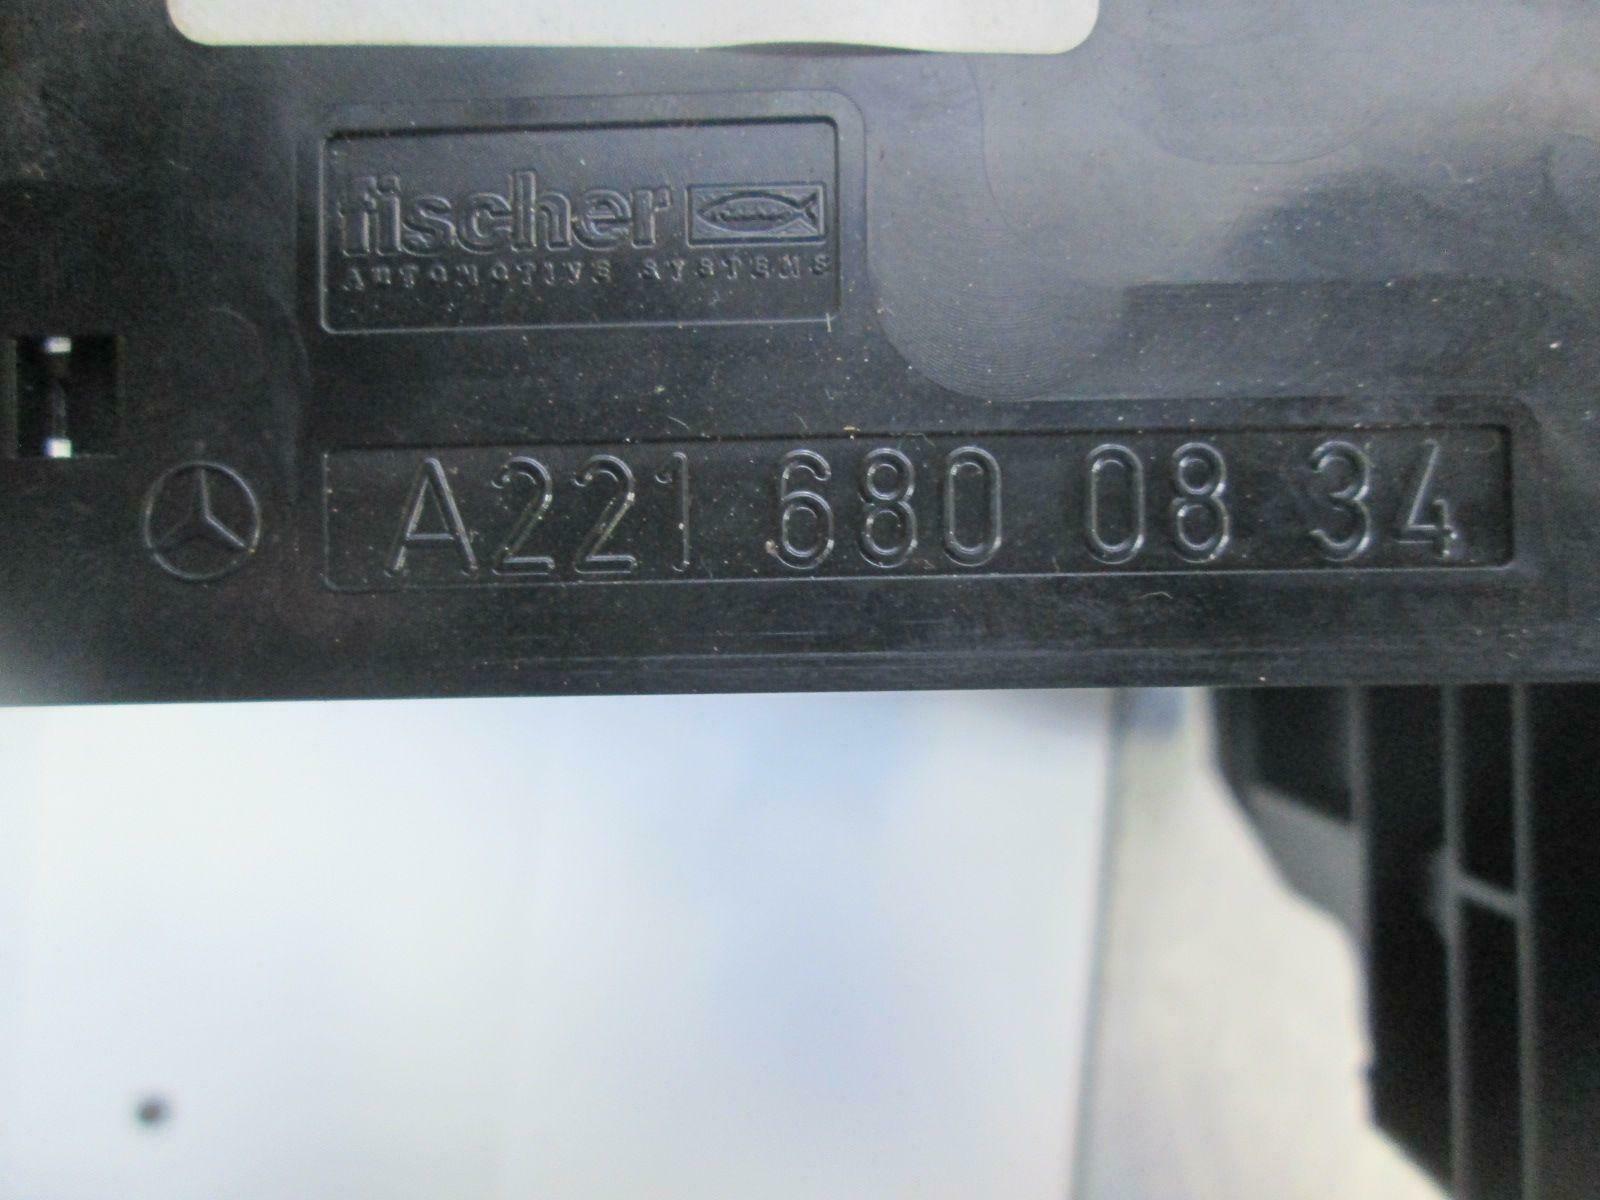 fischer
AUTOMOTIVE SYSTEMS
A221 680 08 34